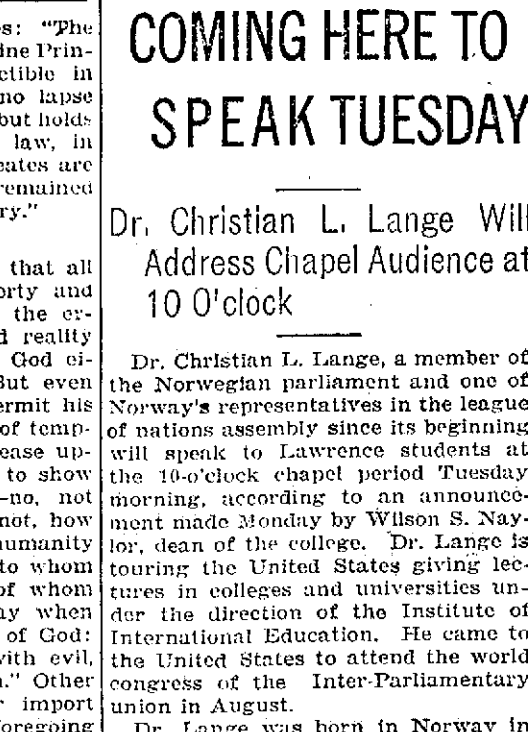 s: "The
ine Prin-
ctible in
no lapse
but holds
law, in
eates are
remained
ry."
that all
orty and
the er-
d reality
God ei-
But even
ermit his
of temp-
ease up-
to show
—no, not
not, how
humanity
to whom
of whom
ay when
of God:
with evil,
." Other
r import
foregoing
COMING HERE TO
SPEAK TUESDAY
Dr. Christian L. Lange Will
Address Chapel Audience at
10 O'clock
Dr. Christian L. Lange, a member of
the Norwegian parliament and one of
Norway's representatives in the league
of nations assembly since its beginning
will speak to Lawrence students at
the 10-o'clock chapel period Tuesday
morning, according to an announce-
ment made Monday by Wilson S. Nay-
lor, dean of the college. Dr. Lange is
touring the United States giving lec-
tures in colleges and universities un-
der the direction of the Institute of
International Education. He came to
the United States to attend the world
congress of the Inter-Parliamentary
union in August.
Dr. Lange was born in Norway in